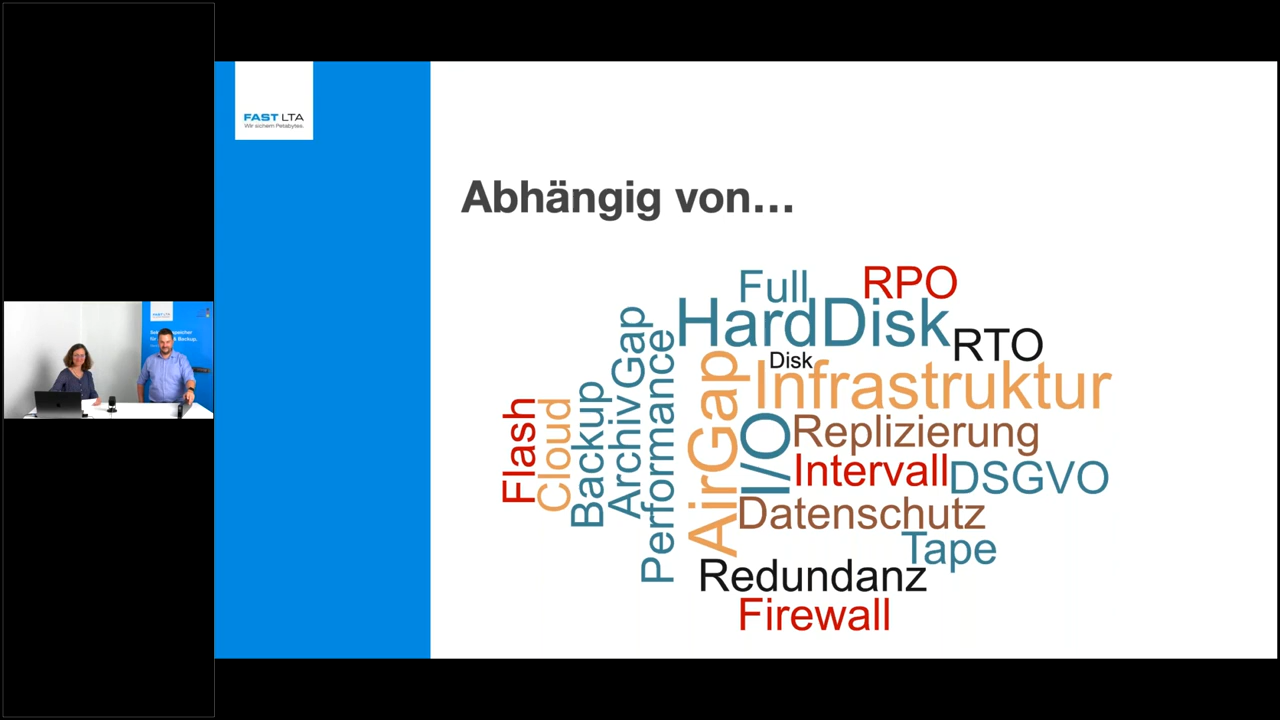 FAST LTA
Wir sichern Petabytes.
Abhängig von...
Full
RPO
HardDisk
RTO
Disk
Infrastruktur
Flash
Cloud
Backup
Archiv
Gap
Performance
AirGap
I/O
Replizierung
Intervall
DSGVO
Datenschutz
Tape
Redundanz
Firewall
& Backup.